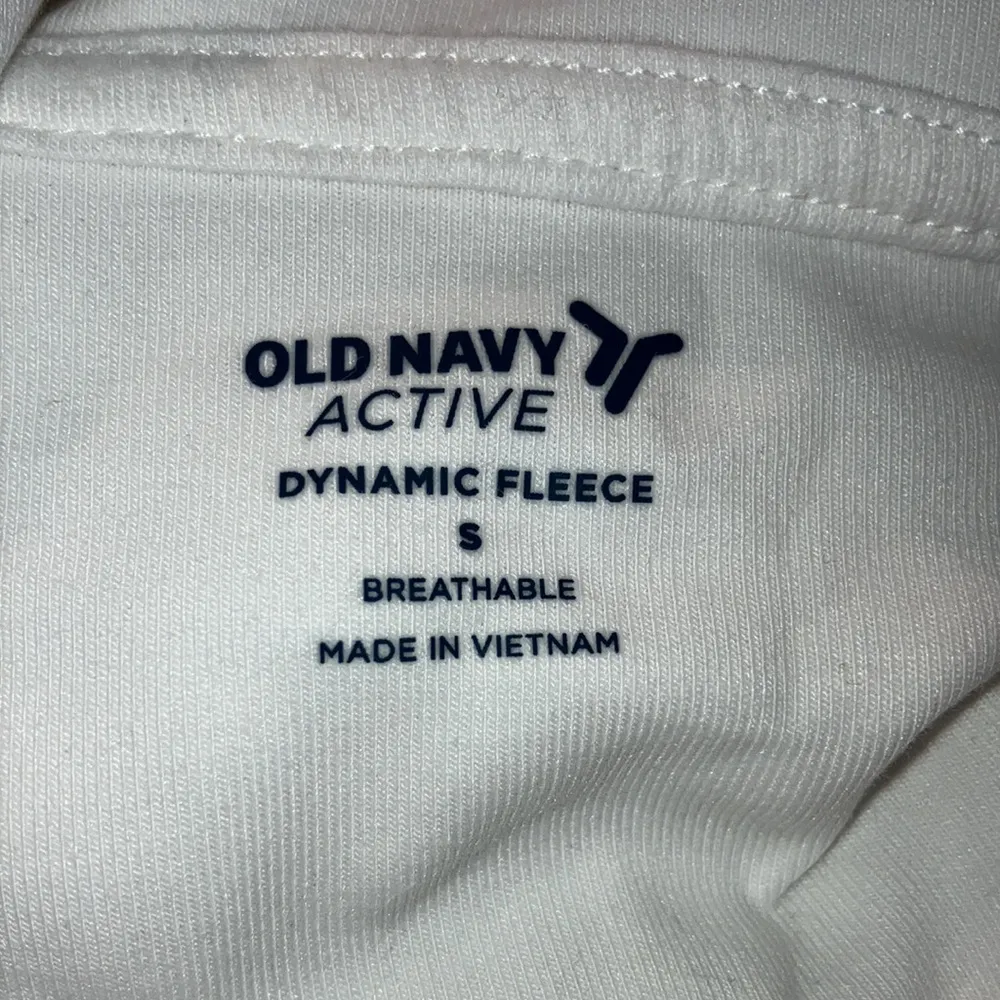 OLD NAVY
ACTIVE
DYNAMIC FLEECE
S
BREATHABLE
MADE IN VIETNAM